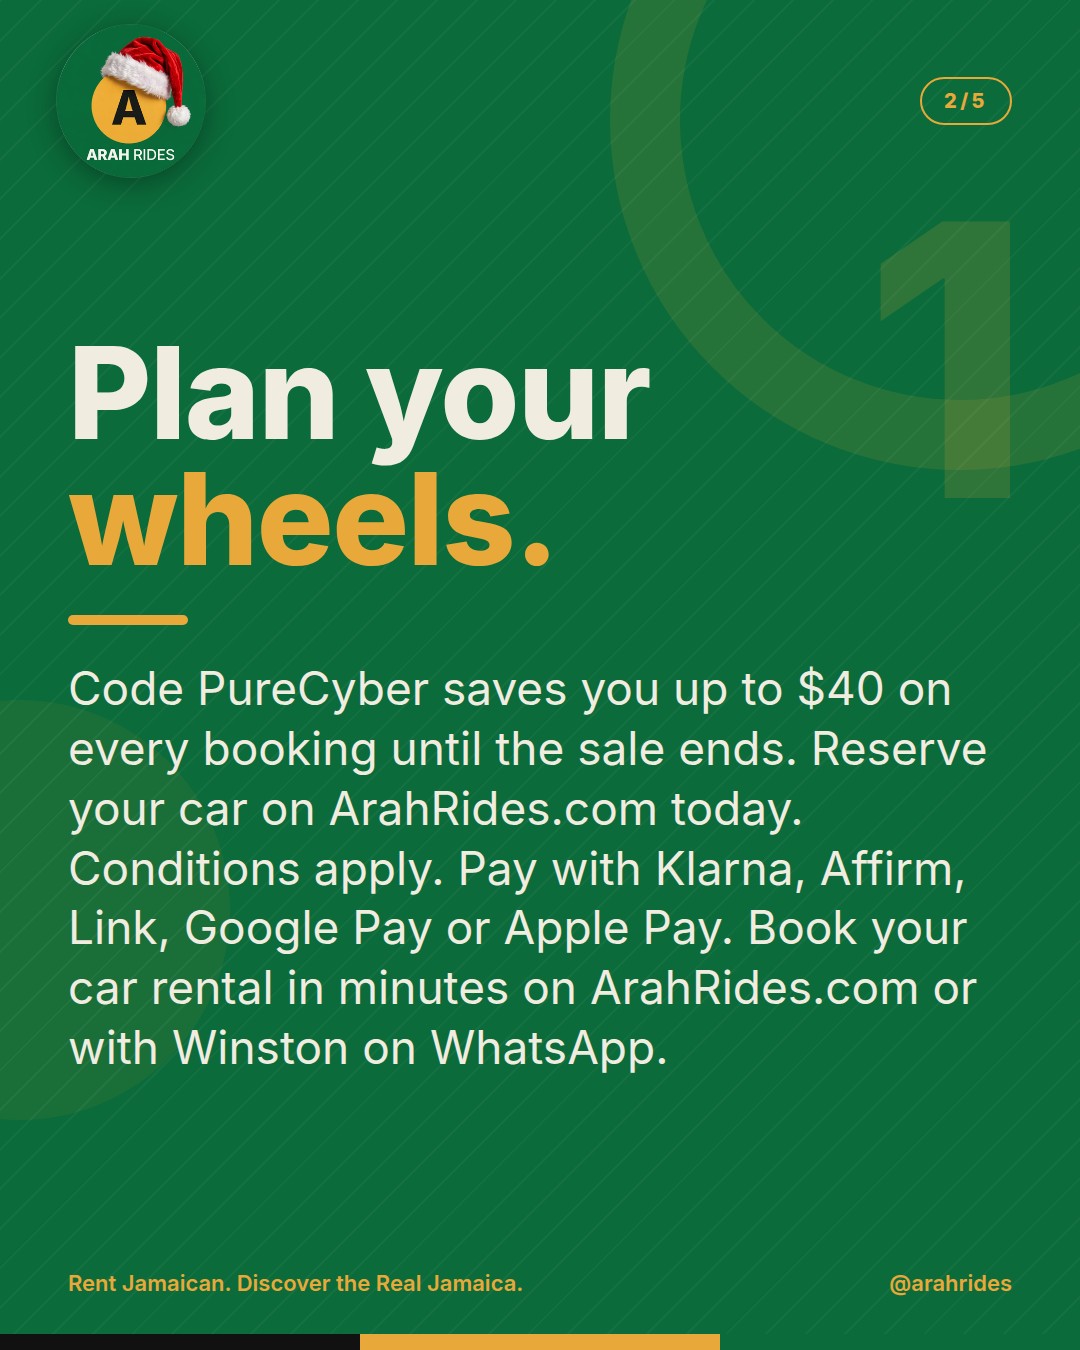 A
ARAH RIDES
2/5
1
Plan your
wheels.
Code PureCyber saves you up to $40 on
every booking until the sale ends. Reserve
your car on ArahRides.com today.
Conditions apply. Pay with Klarna, Affirm,
Link, Google Pay or Apple Pay. Book your
car rental in minutes on ArahRides.com or
with Winston on WhatsApp.
Rent Jamaican. Discover the Real Jamaica.
@arahrides